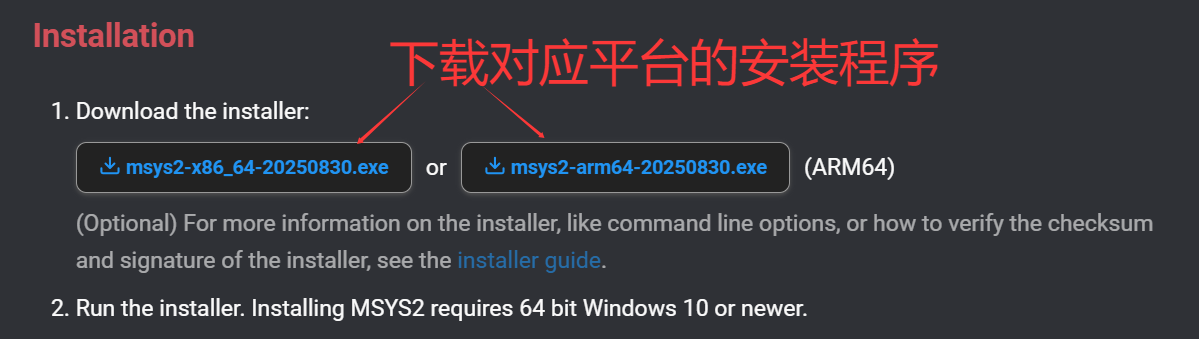 Installation
下载对应平台的安装程序
1. Download the installer:
msys2-x86_64-20250830.exe or msys2-arm64-20250830.exe (ARM64)
(Optional) For more information on the installer, like command line options, or how to verify the checksum
and signature of the installer, see the installer guide.
2. Run the installer. Installing MSYS2 requires 64 bit Windows 10 or newer.